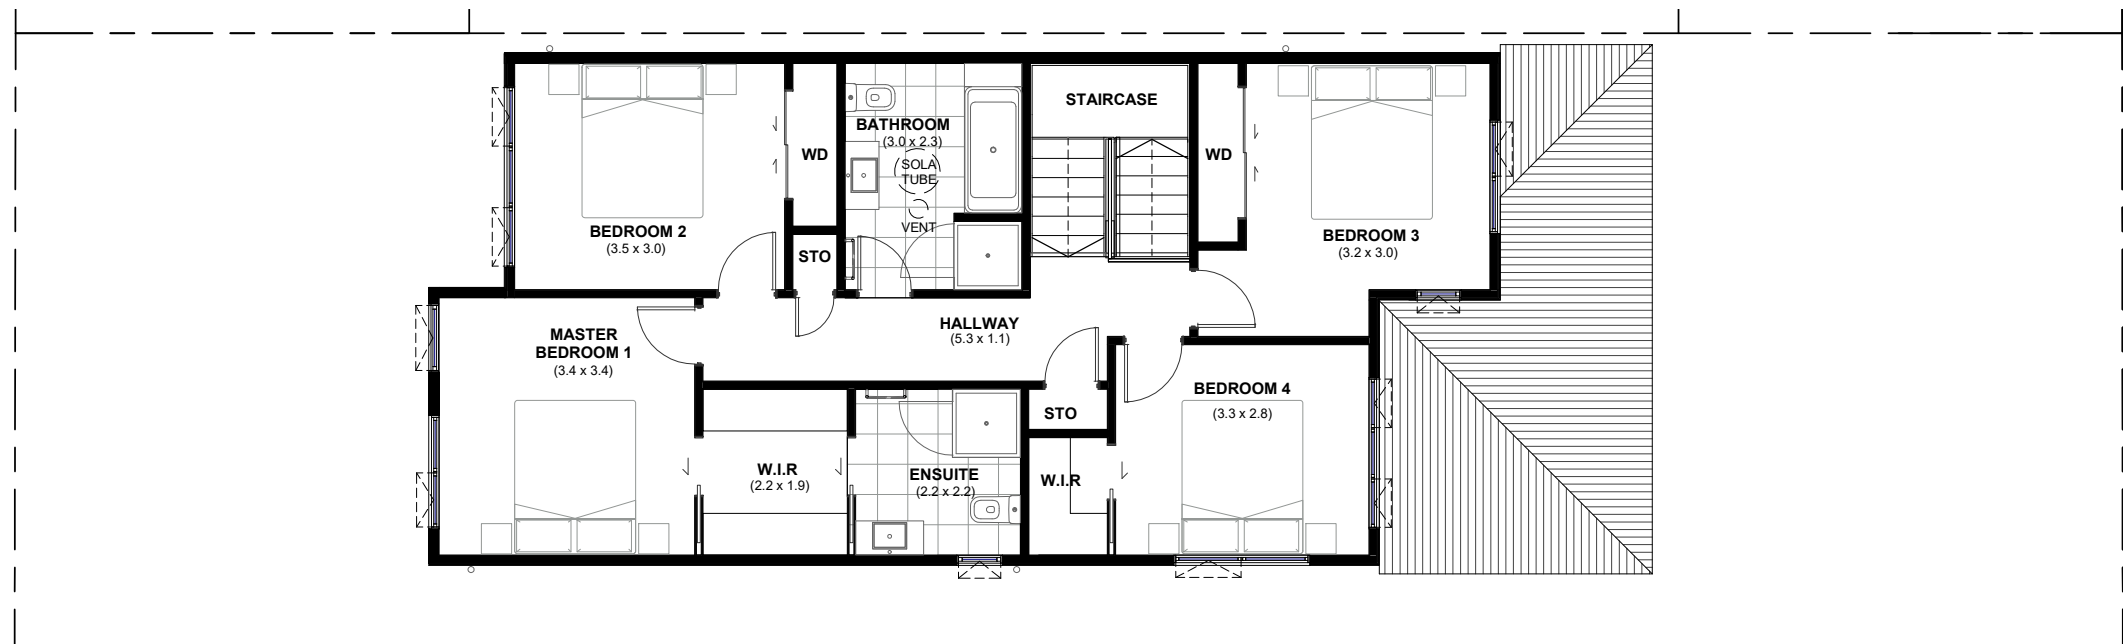 STAIRCASE
BATHROOM
(3.0 x 2.3)
WD
WD
SOLA
TUBE
VENT
BEDROOM 2
(3.5 x 3.0)
BEDROOM 3
(3.2 x 3.0)
STO
HALLWAY
(5.3 x 1.1)
MASTER
BEDROOM 1
(3.4 x 3.4)
BEDROOM 4
(3.3 x 2.8)
STO
W.I.R
(2.2 x 1.9)
ENSUITE
(2.2 x 2.2)
W.I.R